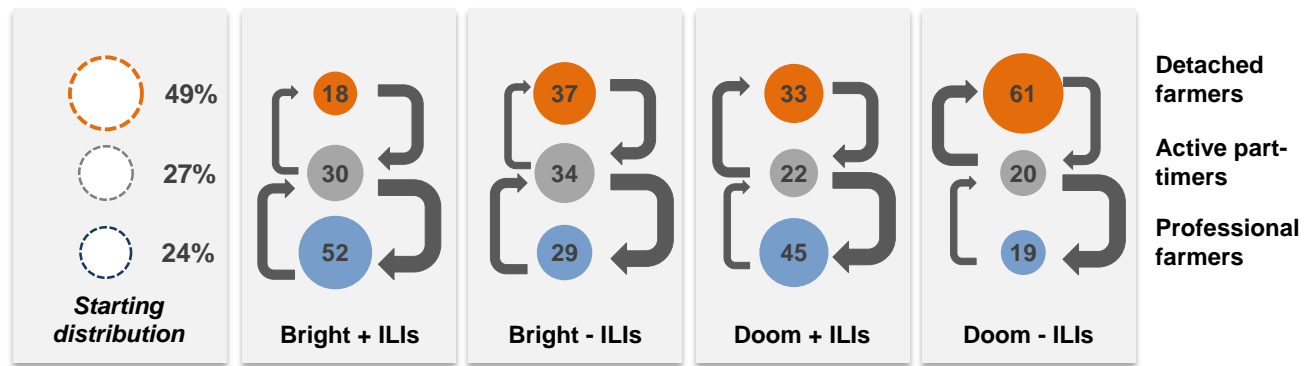 49%
27%
24%
Starting
distribution
18
30
52
Bright + ILIs
37
34
29
Bright - ILIs
33
22
45
Doom + ILIs
61
20
19
Doom - ILIs
Detached
farmers
Active part-
timers
Professional
farmers